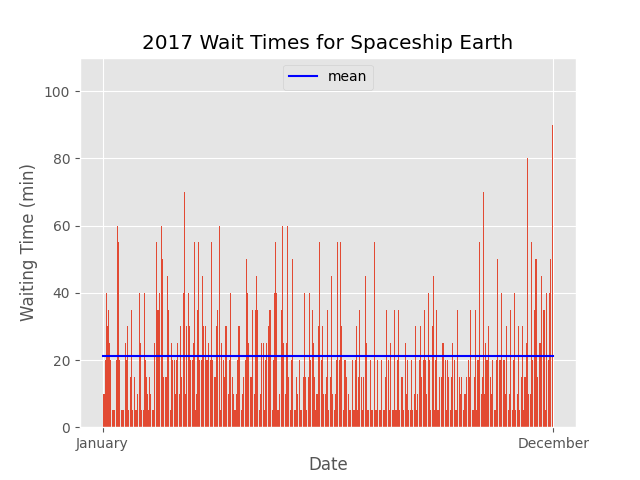 2017 Wait Times for Spaceship Earth
mean
100
80
60
40
20
0
Waiting Time (min)
January
December
Date